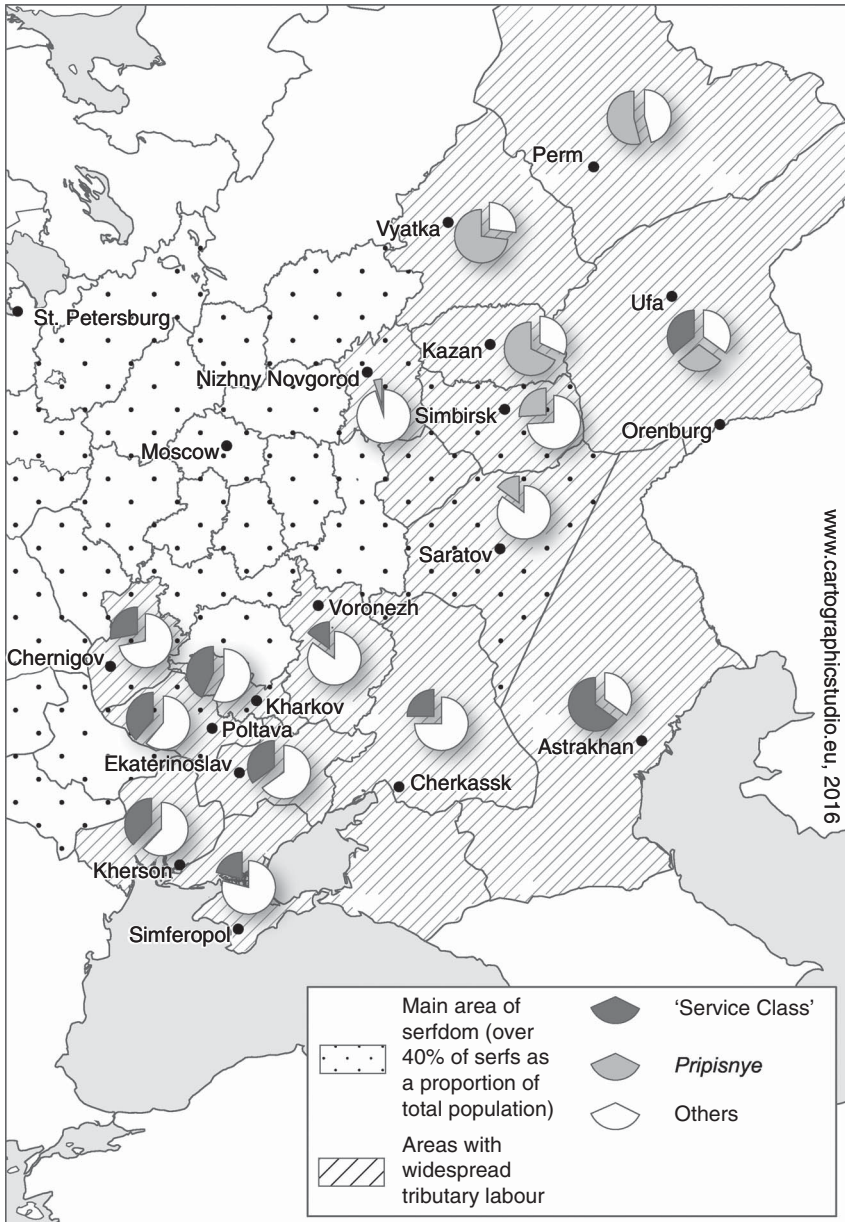 Perm
Vyatka
Ufa
St. Petersburg
Kazan
Nizhny Novgorod
Simbirsk
Orenburg
Moscow
Saratov
Voronezh
Chernigov
Kharkov
Poltava
Astrakhan
Ekaterinoslav
Cherkassk
Kherson
Simferopol
www.cartographicstudio.eu, 2016
Main area of
serfdom (over
40% of serfs as
a proportion of
total population)
Areas with
widespread
tributary labour
‘Service Class’
Pripisnye
Others